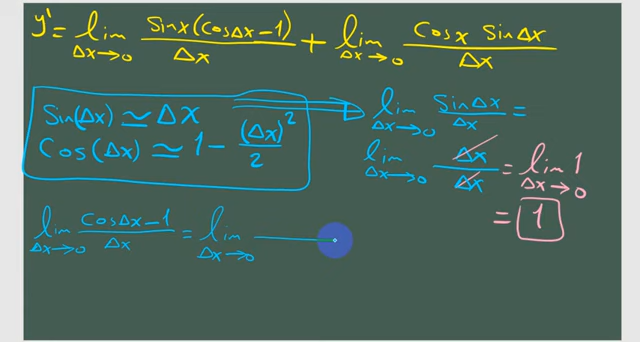 y' = lim Δx→0 Sinx(CosΔx-1)/Δx + lim Δx→0 Cosx SinΔx/Δx
Sin(Δx) ≃ Δx
Cos(Δx) ≃ 1 - (Δx)²/2
lim Δx→0 SinΔx/Δx =
lim Δx→0 Δx/Δx = lim Δx→0 1
= 1
lim Δx→0 CosΔx-1/Δx = lim Δx→0